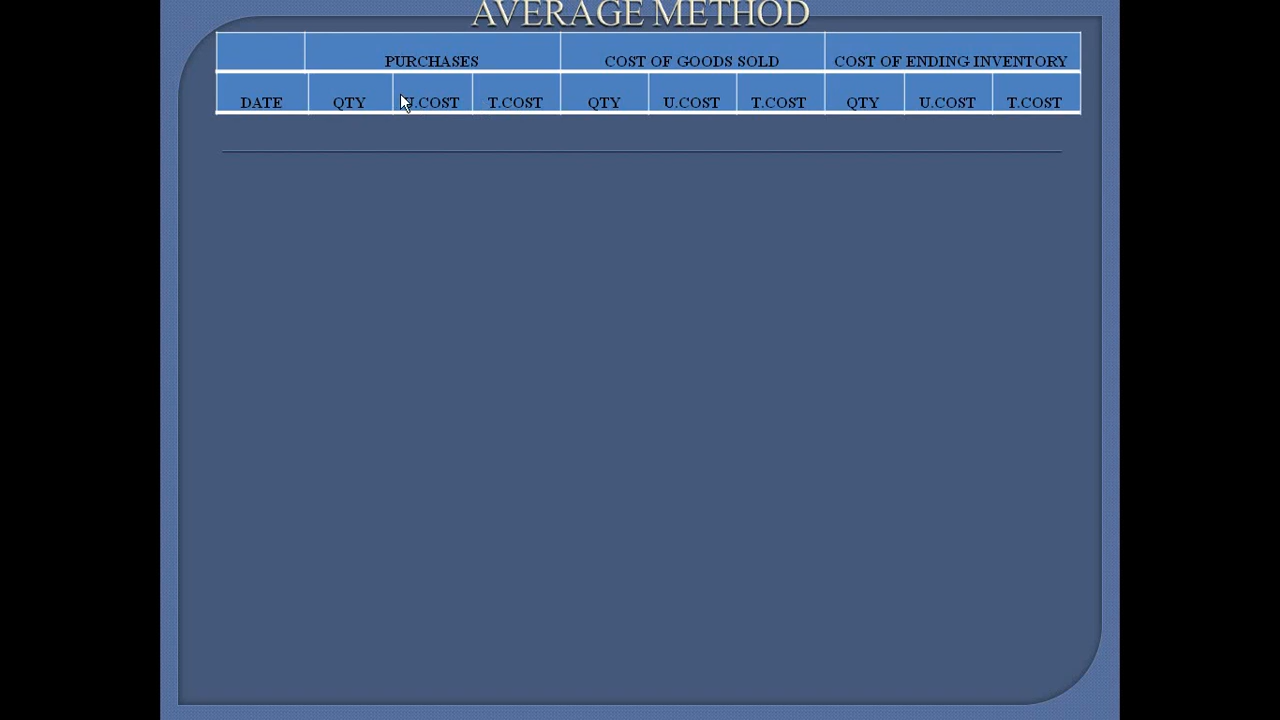 AVERAGE METHOD
PURCHASES COST OF GOODS SOLD COST OF ENDING INVENTORY
DATE QTY U.COST T.COST QTY U.COST T.COST QTY U.COST T.COST